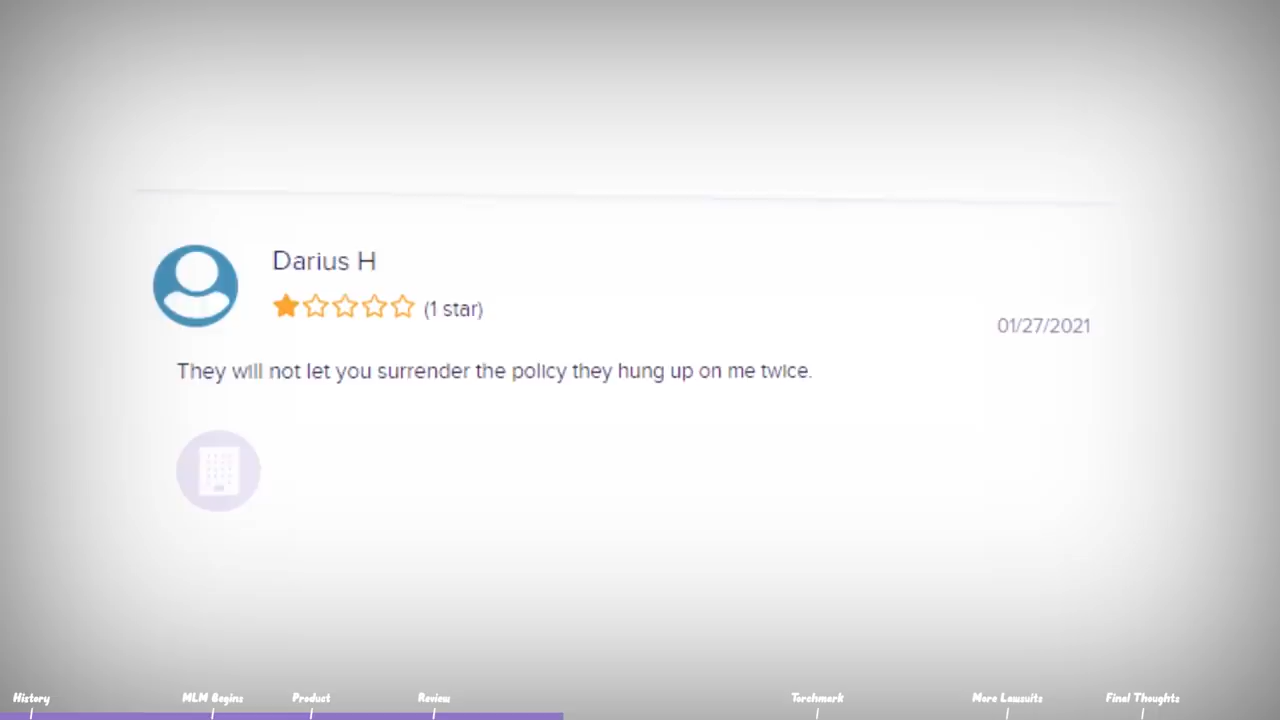 Darius H
(1 star)
01/27/2021
They will not let you surrender the policy they hung up on me twice.
History MLM Begins Product Review Torchmark More Lawsuits Final Thoughts